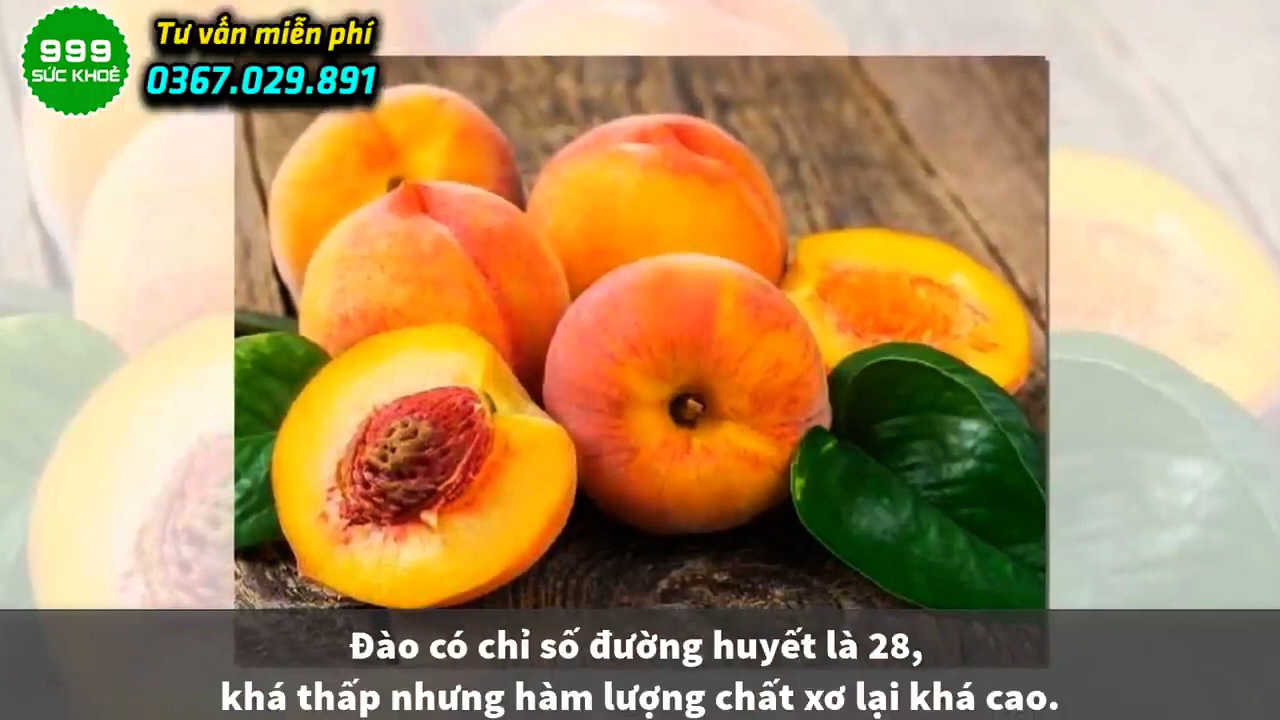 999
SỨC KHOẺ
Tư vấn miễn phí
0367.029.891
Đào có chỉ số đường huyết là 28,
khá thấp nhưng hàm lượng chất xơ lại khá cao.